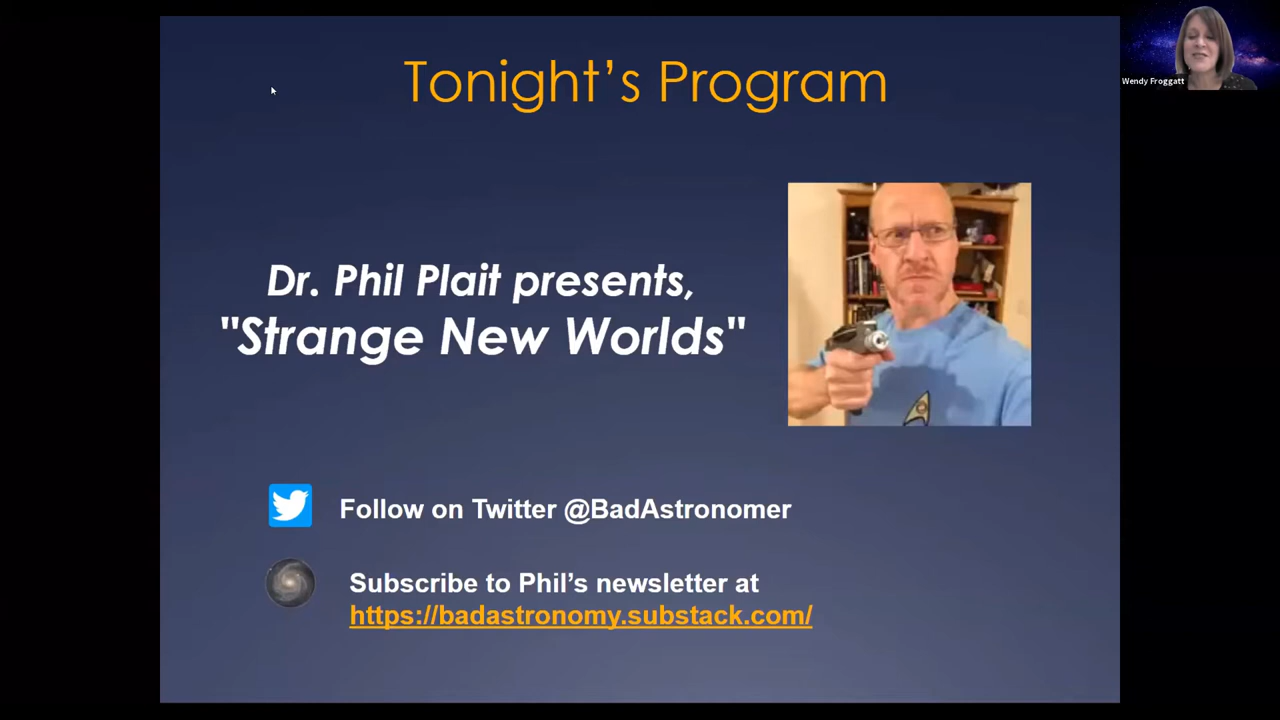 Tonight’s Program
Wendy Froggatt
Dr. Phil Plait presents,
"Strange New Worlds"
Follow on Twitter @BadAstronomer
Subscribe to Phil’s newsletter at
https://badastronomy.substack.com/